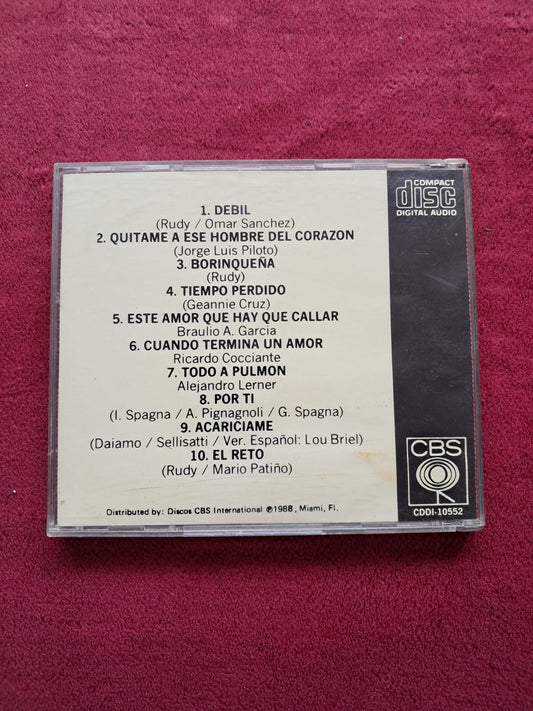 1. DEBIL
(Rudy / Omar Sanchez)
2. QUITAME A ESE HOMBRE DEL CORAZON
(Jorge Luis Piloto)
3. BORINQUEÑA
(Rudy)
4. TIEMPO PERDIDO
(Geannie Cruz)
5. ESTE AMOR QUE HAY QUE CALLAR
Braulio A. Garcia
6. CUANDO TERMINA UN AMOR
Ricardo Cocciante
7. TODO A PULMON
Alejandro Lerner
8. POR TI
(I. Spagna / A. Pignagnoli / G. Spagna)
9. ACARICIAME
(Daiamo / Sellisatti / Ver. Español: Lou Briel)
10. EL RETO
(Rudy / Mario Patiño)
Distributed by: Discos CBS International ℗1988, Miami, Fl.
COMPACT
disc
DIGITAL AUDIO
CBS
CDDI-10552